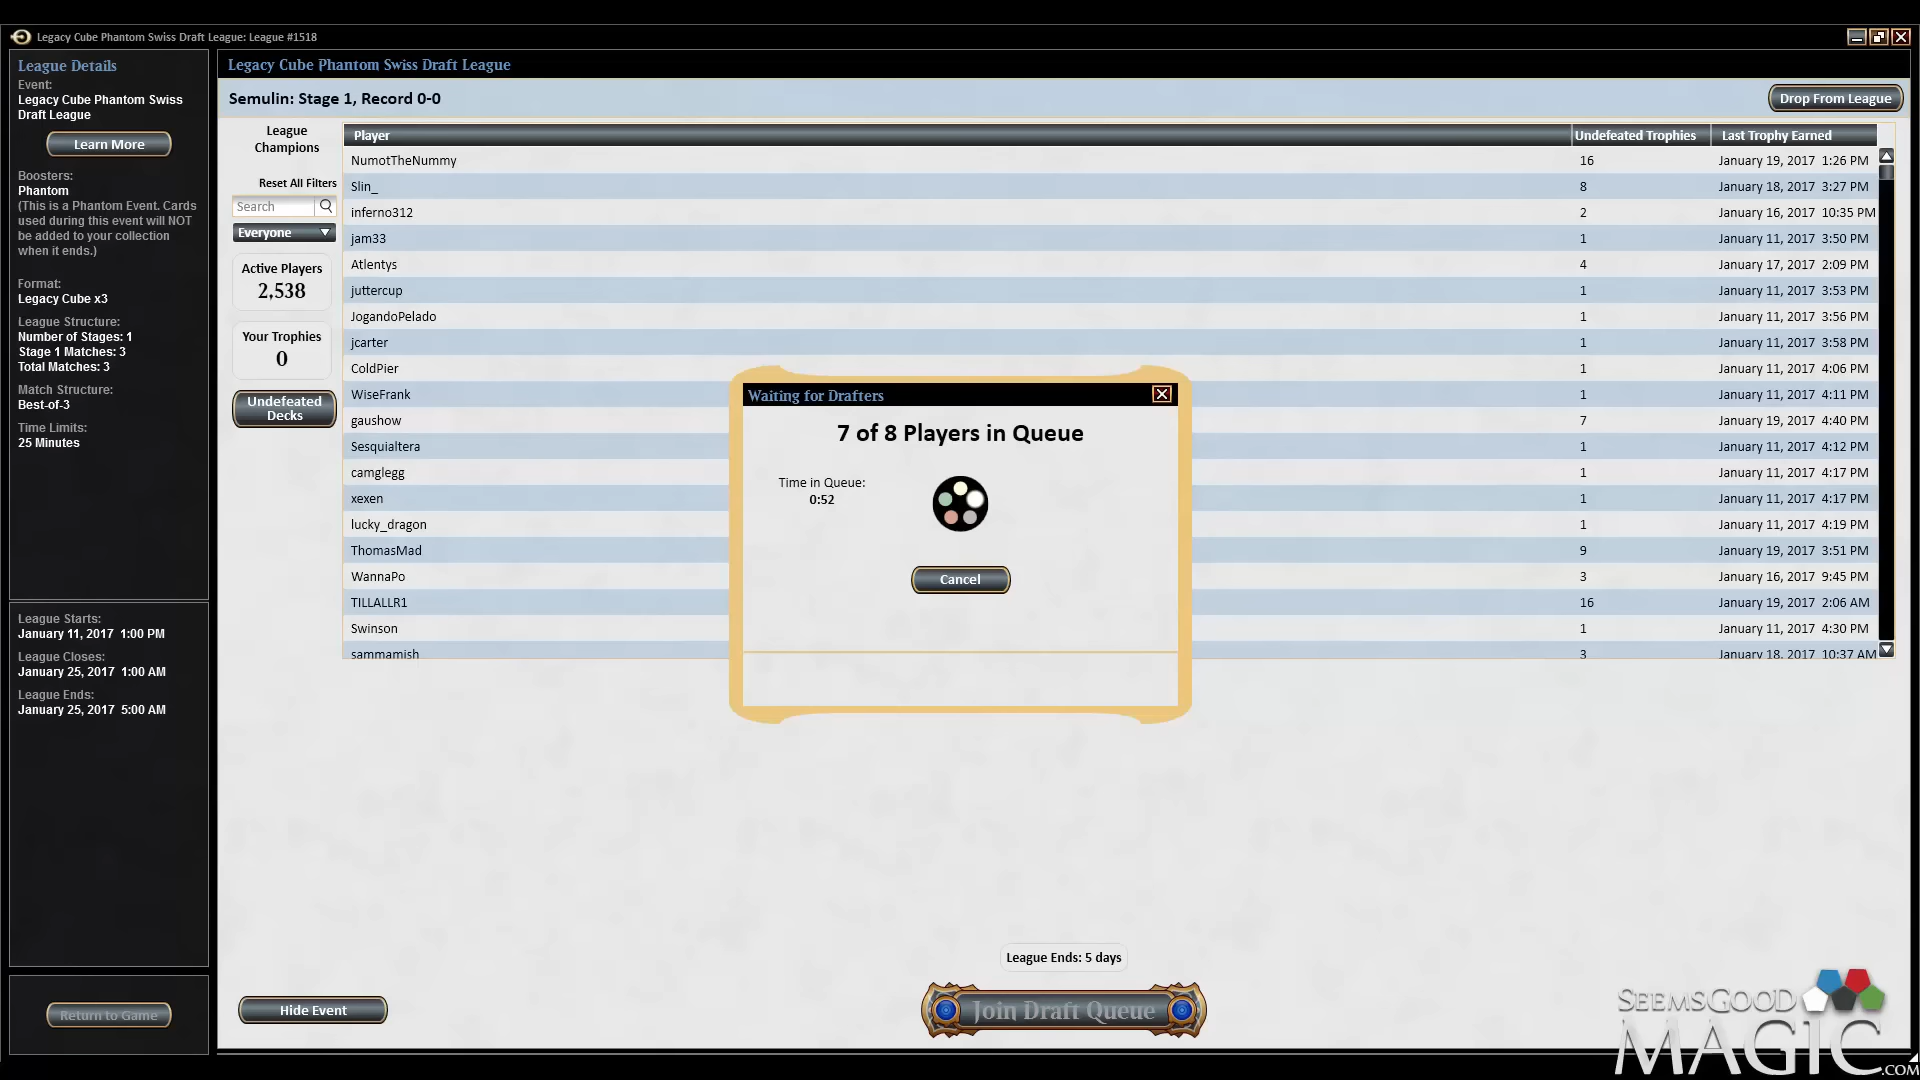 Legacy Cube Phantom Swiss Draft League: League #1518
League Details
Event:
Legacy Cube Phantom Swiss
Draft League
Learn More
Boosters:
Phantom
(This is a Phantom Event. Cards
used during this event will NOT
be added to your collection
when it ends.)
Format:
Legacy Cube x3
League Structure:
Number of Stages: 1
Stage 1 Matches: 3
Total Matches: 3
Match Structure:
Best-of-3
Time Limits:
25 Minutes
League Starts:
January 11, 2017 1:00 PM
League Closes:
January 25, 2017 1:00 AM
League Ends:
January 25, 2017 5:00 AM
Return to Game
Legacy Cube Phantom Swiss Draft League
Semulin: Stage 1, Record 0-0
Drop From League
League
Champions
Reset All Filters
Search
Everyone
Active Players
2,538
Your Trophies
0
Undefeated
Decks
Player Undefeated Trophies Last Trophy Earned
NumotTheNummy 16 January 19, 2017 1:26 PM
Slin_ 8 January 18, 2017 3:27 PM
inferno312 2 January 16, 2017 10:35 PM
jam33 1 January 11, 2017 3:50 PM
Atlentys 4 January 17, 2017 2:09 PM
juttercup 1 January 11, 2017 3:53 PM
JogandoPelado 1 January 11, 2017 3:56 PM
jcarter 1 January 11, 2017 3:58 PM
ColdPier 1 January 11, 2017 4:06 PM
WiseFrank 1 January 11, 2017 4:11 PM
gaushow 7 January 19, 2017 4:40 PM
Sesquialtera 1 January 11, 2017 4:12 PM
camglegg 1 January 11, 2017 4:17 PM
xexen 1 January 11, 2017 4:17 PM
lucky_dragon 1 January 11, 2017 4:19 PM
ThomasMad 9 January 19, 2017 3:51 PM
WannaPo 3 January 16, 2017 9:45 PM
TILLALLR1 16 January 19, 2017 2:06 AM
Swinson 1 January 11, 2017 4:30 PM
sammamish 3 January 18, 2017 10:37 AM
Waiting for Drafters
7 of 8 Players in Queue
Time in Queue:
0:52
Cancel
League Ends: 5 days
Hide Event
Join Draft Queue
SEEMSGOOD
MAGIC.COM